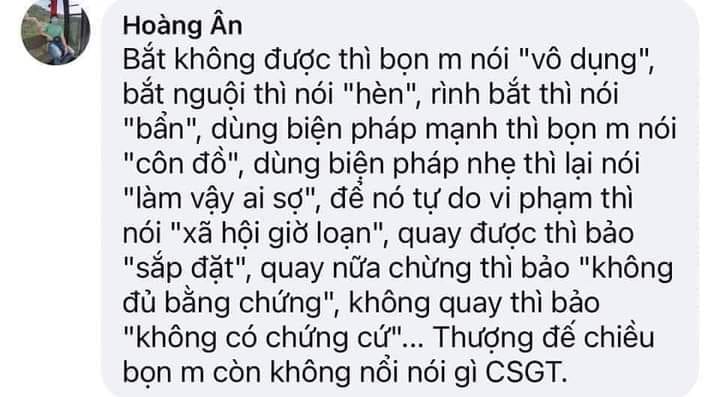 Hoàng Ân
Bắt không được thì bọn m nói "vô dụng",
bắt nguội thì nói "hèn", rình bắt thì nói
"bẩn", dùng biện pháp mạnh thì bọn m nói
"côn đồ", dùng biện pháp nhẹ thì lại nói
"làm vậy ai sợ", để nó tự do vi phạm thì
nói "xã hội giờ loạn", quay được thì bảo
"sắp đặt", quay nữa chừng thì bảo "không
đủ bằng chứng", không quay thì bảo
"không có chứng cứ"... Thượng đế chiều
bọn m còn không nổi nói gì CSGT.